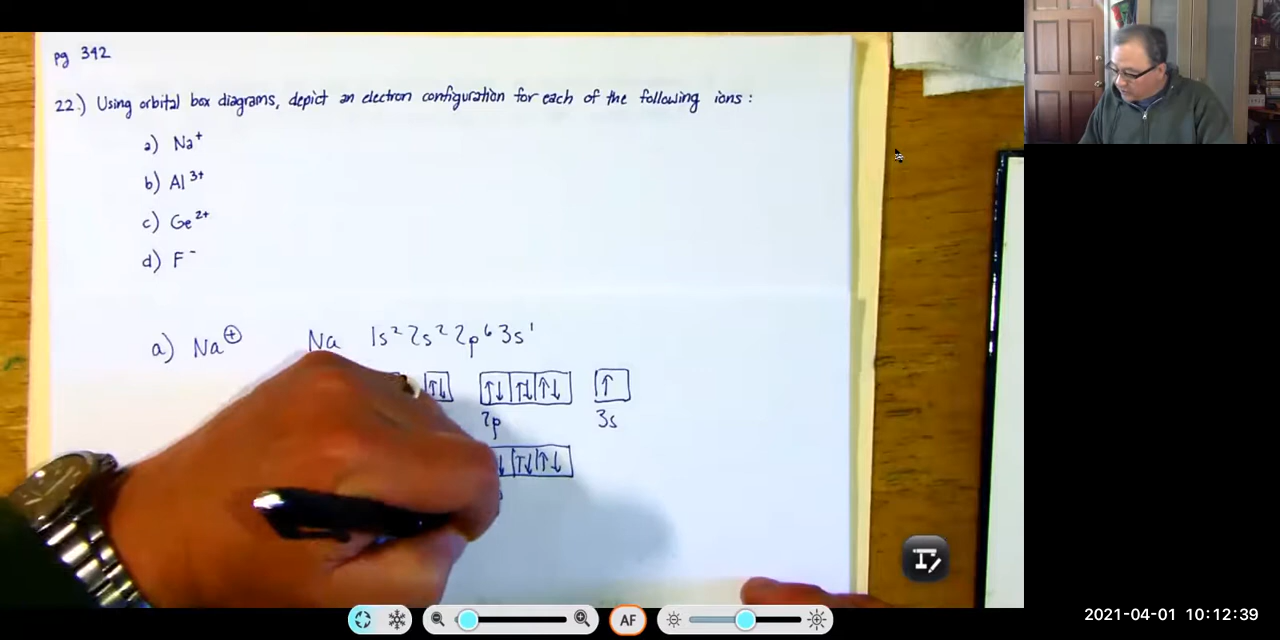 pg 342
22.) Using orbital box diagrams, depict an electron configuration for each of the following ions:
a) Na⁺
b) Al³⁺
c) Ge²⁺
d) F⁻
a) Na⊕ Na 1s² 2s² 2p⁶ 3s¹
↑↓ ↑↓ ↑↓ ↑↓ ↑
2p 3s
↓ ↑↓ ↑↓
AF
2021-04-01 10:12:39